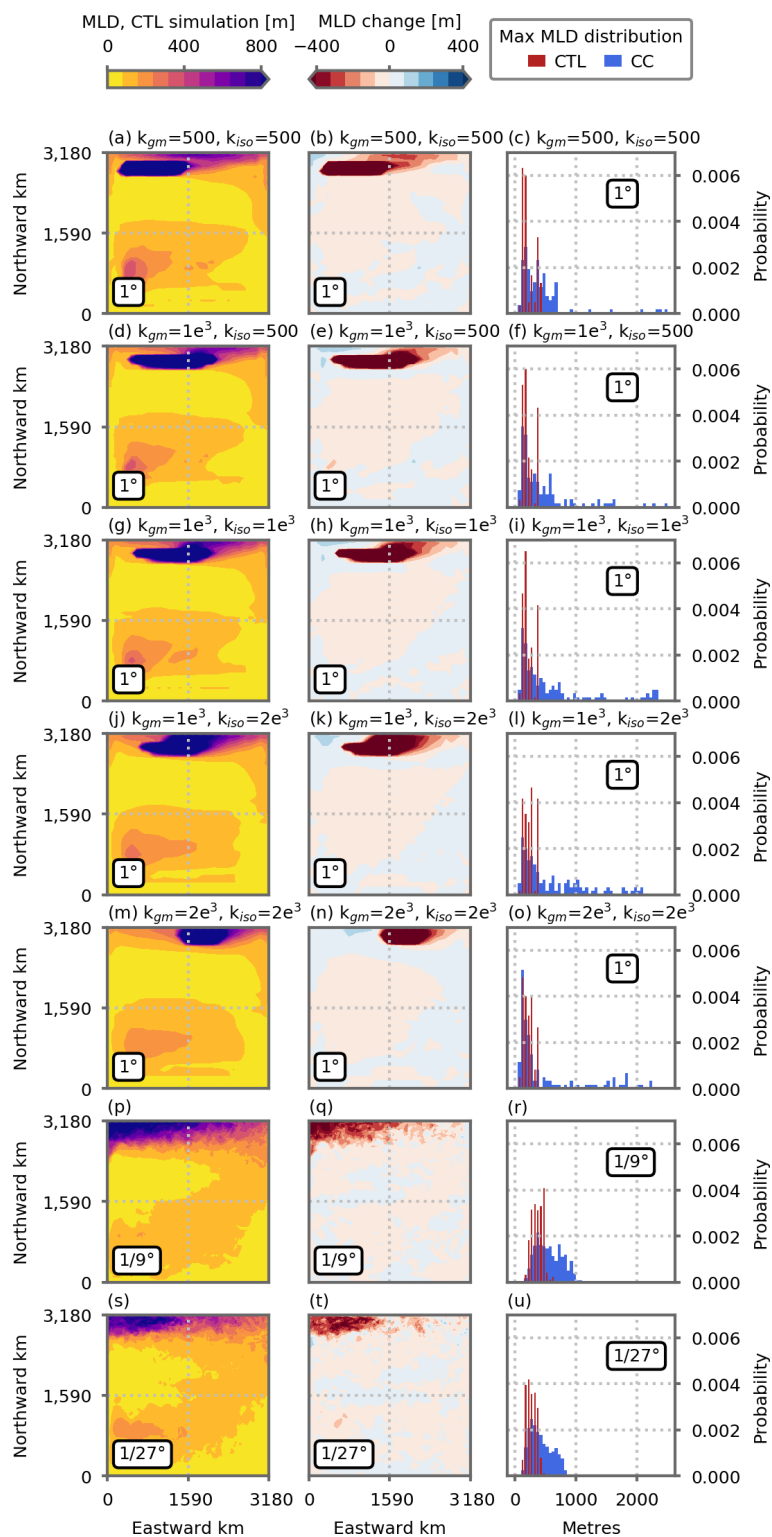 MLD, CTL simulation [m] MLD change [m]
0 400 800 −400 0 400
Max MLD distribution
CTL CC
(a) k_gm=500, k_iso=500 (b) k_gm=500, k_iso=500 (c) k_gm=500, k_iso=500
3,180
1,590
0
Northward km
1°
1°
0.006
0.004
0.002
0.000
Probability
(d) k_gm=1e³, k_iso=500 (e) k_gm=1e³, k_iso=500 (f) k_gm=1e³, k_iso=500
3,180
1,590
0
Northward km
1°
1°
1°
0.006
0.004
0.002
0.000
Probability
(g) k_gm=1e³, k_iso=1e³ (h) k_gm=1e³, k_iso=1e³ (i) k_gm=1e³, k_iso=1e³
3,180
1,590
0
Northward km
1°
1°
1°
0.006
0.004
0.002
0.000
Probability
(j) k_gm=1e³, k_iso=2e³ (k) k_gm=1e³, k_iso=2e³ (l) k_gm=1e³, k_iso=2e³
3,180
1,590
0
Northward km
1°
1°
1°
0.006
0.004
0.002
0.000
Probability
(m) k_gm=2e³, k_iso=2e³ (n) k_gm=2e³, k_iso=2e³ (o) k_gm=2e³, k_iso=2e³
3,180
1,590
0
Northward km
1°
1°
1°
0.006
0.004
0.002
0.000
Probability
(p) (q) (r)
3,180
1,590
0
Northward km
1/9°
1/9°
1/9°
0.006
0.004
0.002
0.000
Probability
(s) (t) (u)
3,180
1,590
0
Northward km
1/27°
1/27°
1/27°
0.006
0.004
0.002
0.000
Probability
0 1590 3180 0 1590 3180 0 1000 2000
Eastward km Eastward km Metres